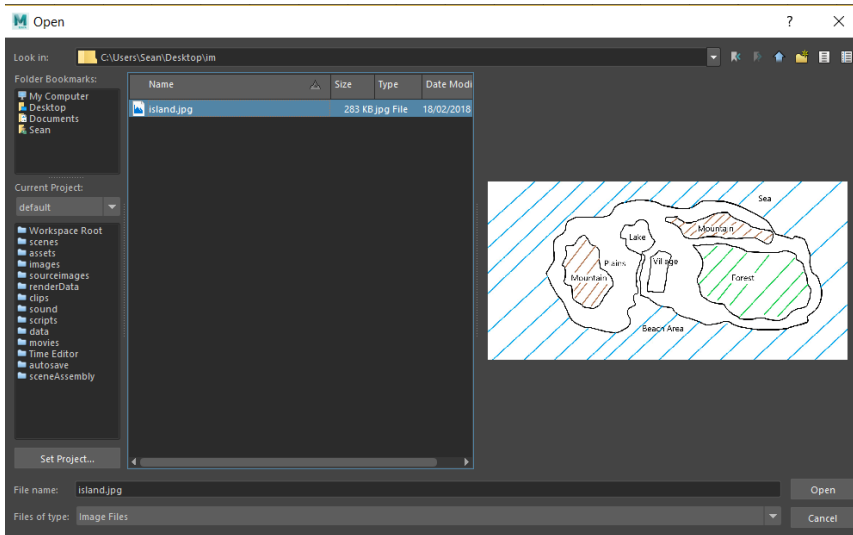 M Open ? ×
Look in: C:\Users\Sean\Desktop\im
Folder Bookmarks:
My Computer
Desktop
Documents
Sean
Current Project:
default
Workspace Root
scenes
assets
images
sourceimages
renderData
clips
sound
scripts
data
movies
Time Editor
autosave
sceneAssembly
Set Project...
Name Size Type Date Modi
island.jpg 283 KB jpg File 18/02/2018
Sea
Mountain
Lake
Plains
Village
Mountain
Forest
Beach Area
File name: island.jpg Open
Files of type: Image Files Cancel